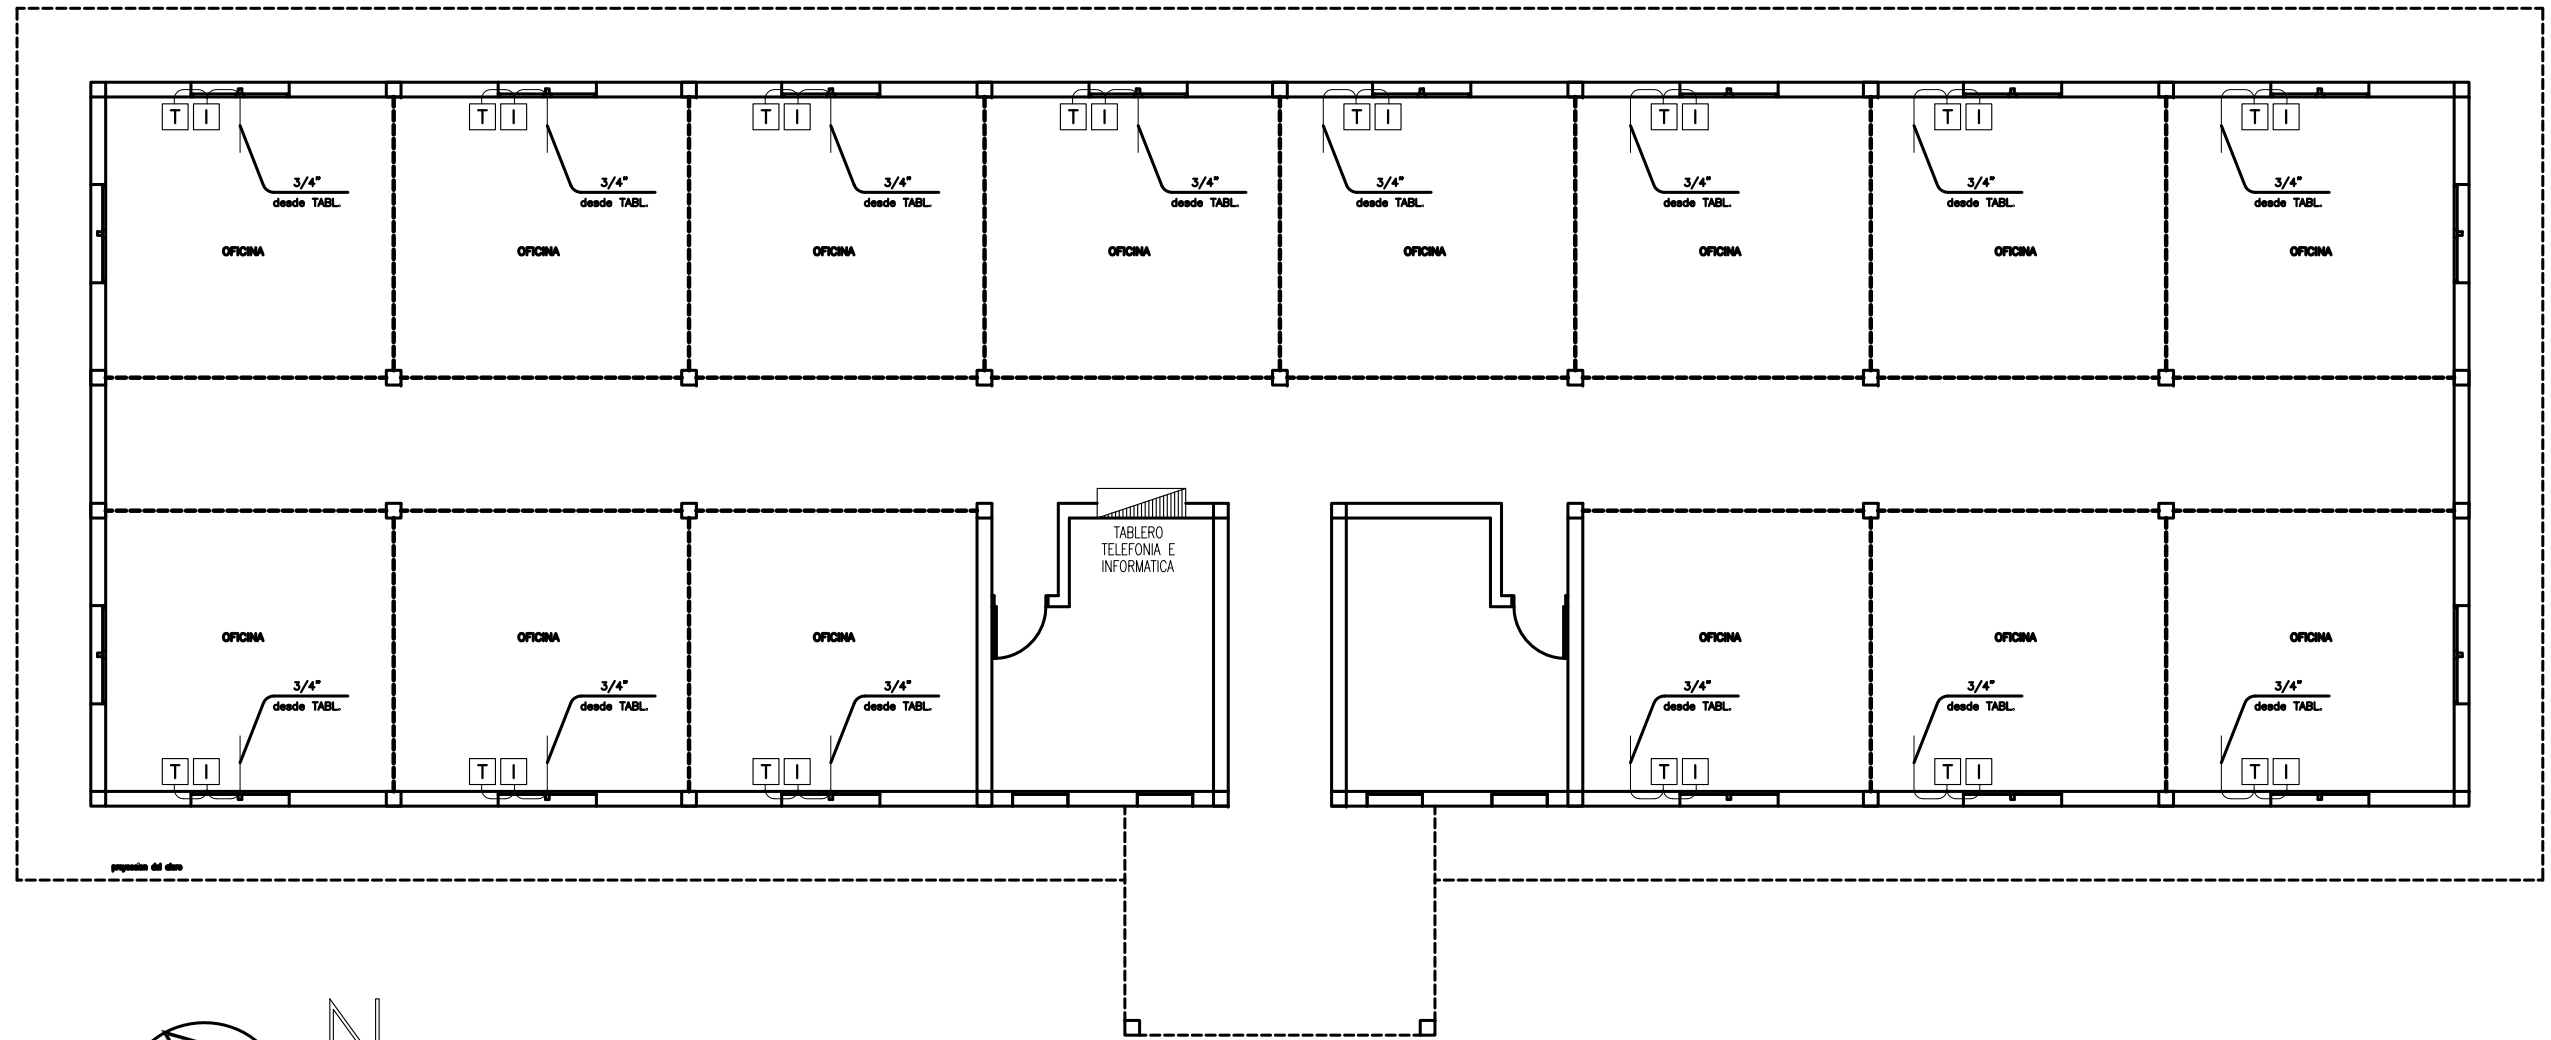 T I T I T I T I T I T I T I T I
3/4" 3/4" 3/4" 3/4" 3/4" 3/4" 3/4" 3/4"
desde TABL. desde TABL. desde TABL. desde TABL. desde TABL. desde TABL. desde TABL. desde TABL.
OFICINA OFICINA OFICINA OFICINA OFICINA OFICINA OFICINA OFICINA
TABLERO
TELEFONIA E
INFORMATICA
OFICINA OFICINA OFICINA OFICINA OFICINA OFICINA
3/4" 3/4" 3/4" 3/4" 3/4" 3/4"
desde TABL. desde TABL. desde TABL. desde TABL. desde TABL. desde TABL.
T I T I T I T I T I T I
proyeccion del alero
N